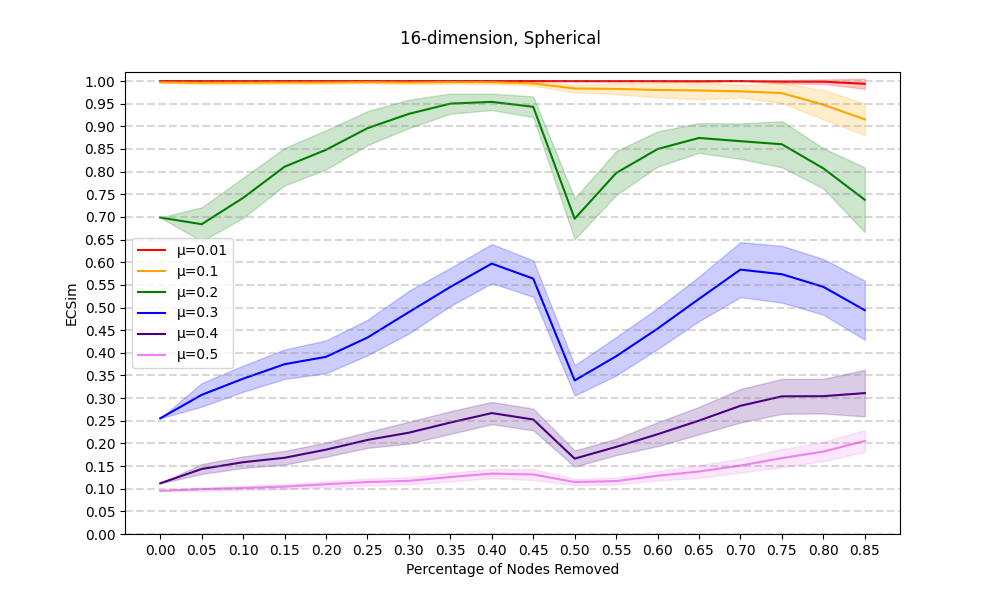 16-dimension, Spherical
1.00
0.95
0.90
0.85
0.80
0.75
0.70
0.65
0.60
0.55
0.50
0.45
0.40
0.35
0.30
0.25
0.20
0.15
0.10
0.05
0.00
ECSim
μ=0.01
μ=0.1
μ=0.2
μ=0.3
μ=0.4
μ=0.5
0.00 0.05 0.10 0.15 0.20 0.25 0.30 0.35 0.40 0.45 0.50 0.55 0.60 0.65 0.70 0.75 0.80 0.85
Percentage of Nodes Removed